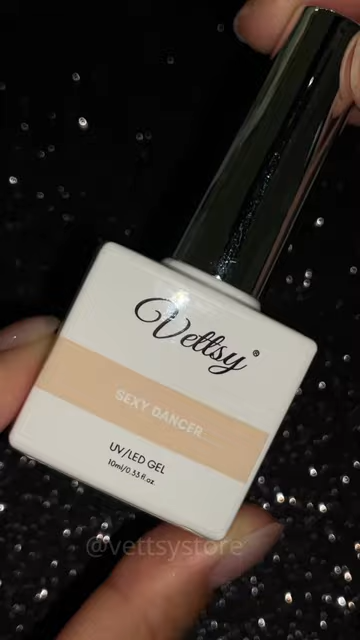 Vettsy®
SEXY DANCER
UV/LED GEL
10ml/0.33 fl.oz.
@vettsystore